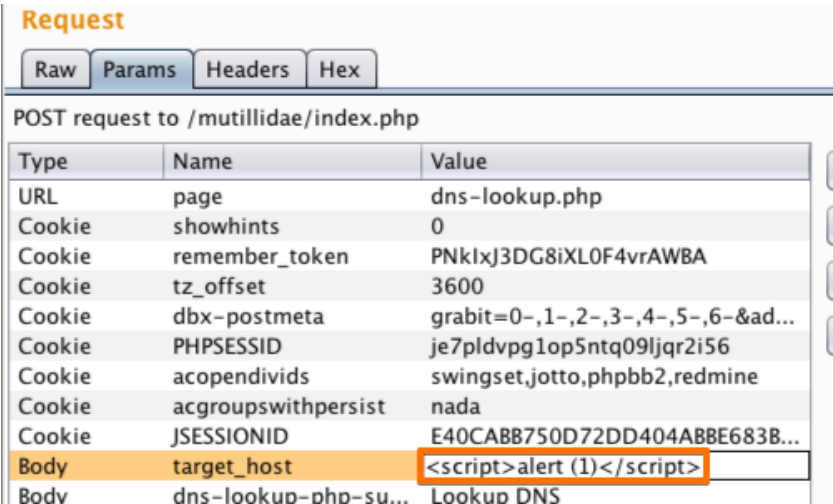 Request
Raw Params Headers Hex
POST request to /mutillidae/index.php
Type Name Value
URL page dns-lookup.php
Cookie showhints 0
Cookie remember_token PNkIxJ3DG8iXL0F4vrAWBA
Cookie tz_offset 3600
Cookie dbx-postmeta grabit=0-,1-,2-,3-,4-,5-,6-&ad...
Cookie PHPSESSID je7pldvpg1op5ntq09ljqr2i56
Cookie acopendivids swingset,jotto,phpbb2,redmine
Cookie acgroupswithpersist nada
Cookie JSESSIONID E40CABB750D72DD404ABBE683B...
Body target_host <script>alert (1)</script>
Body dns-lookup-php-su... Lookup DNS